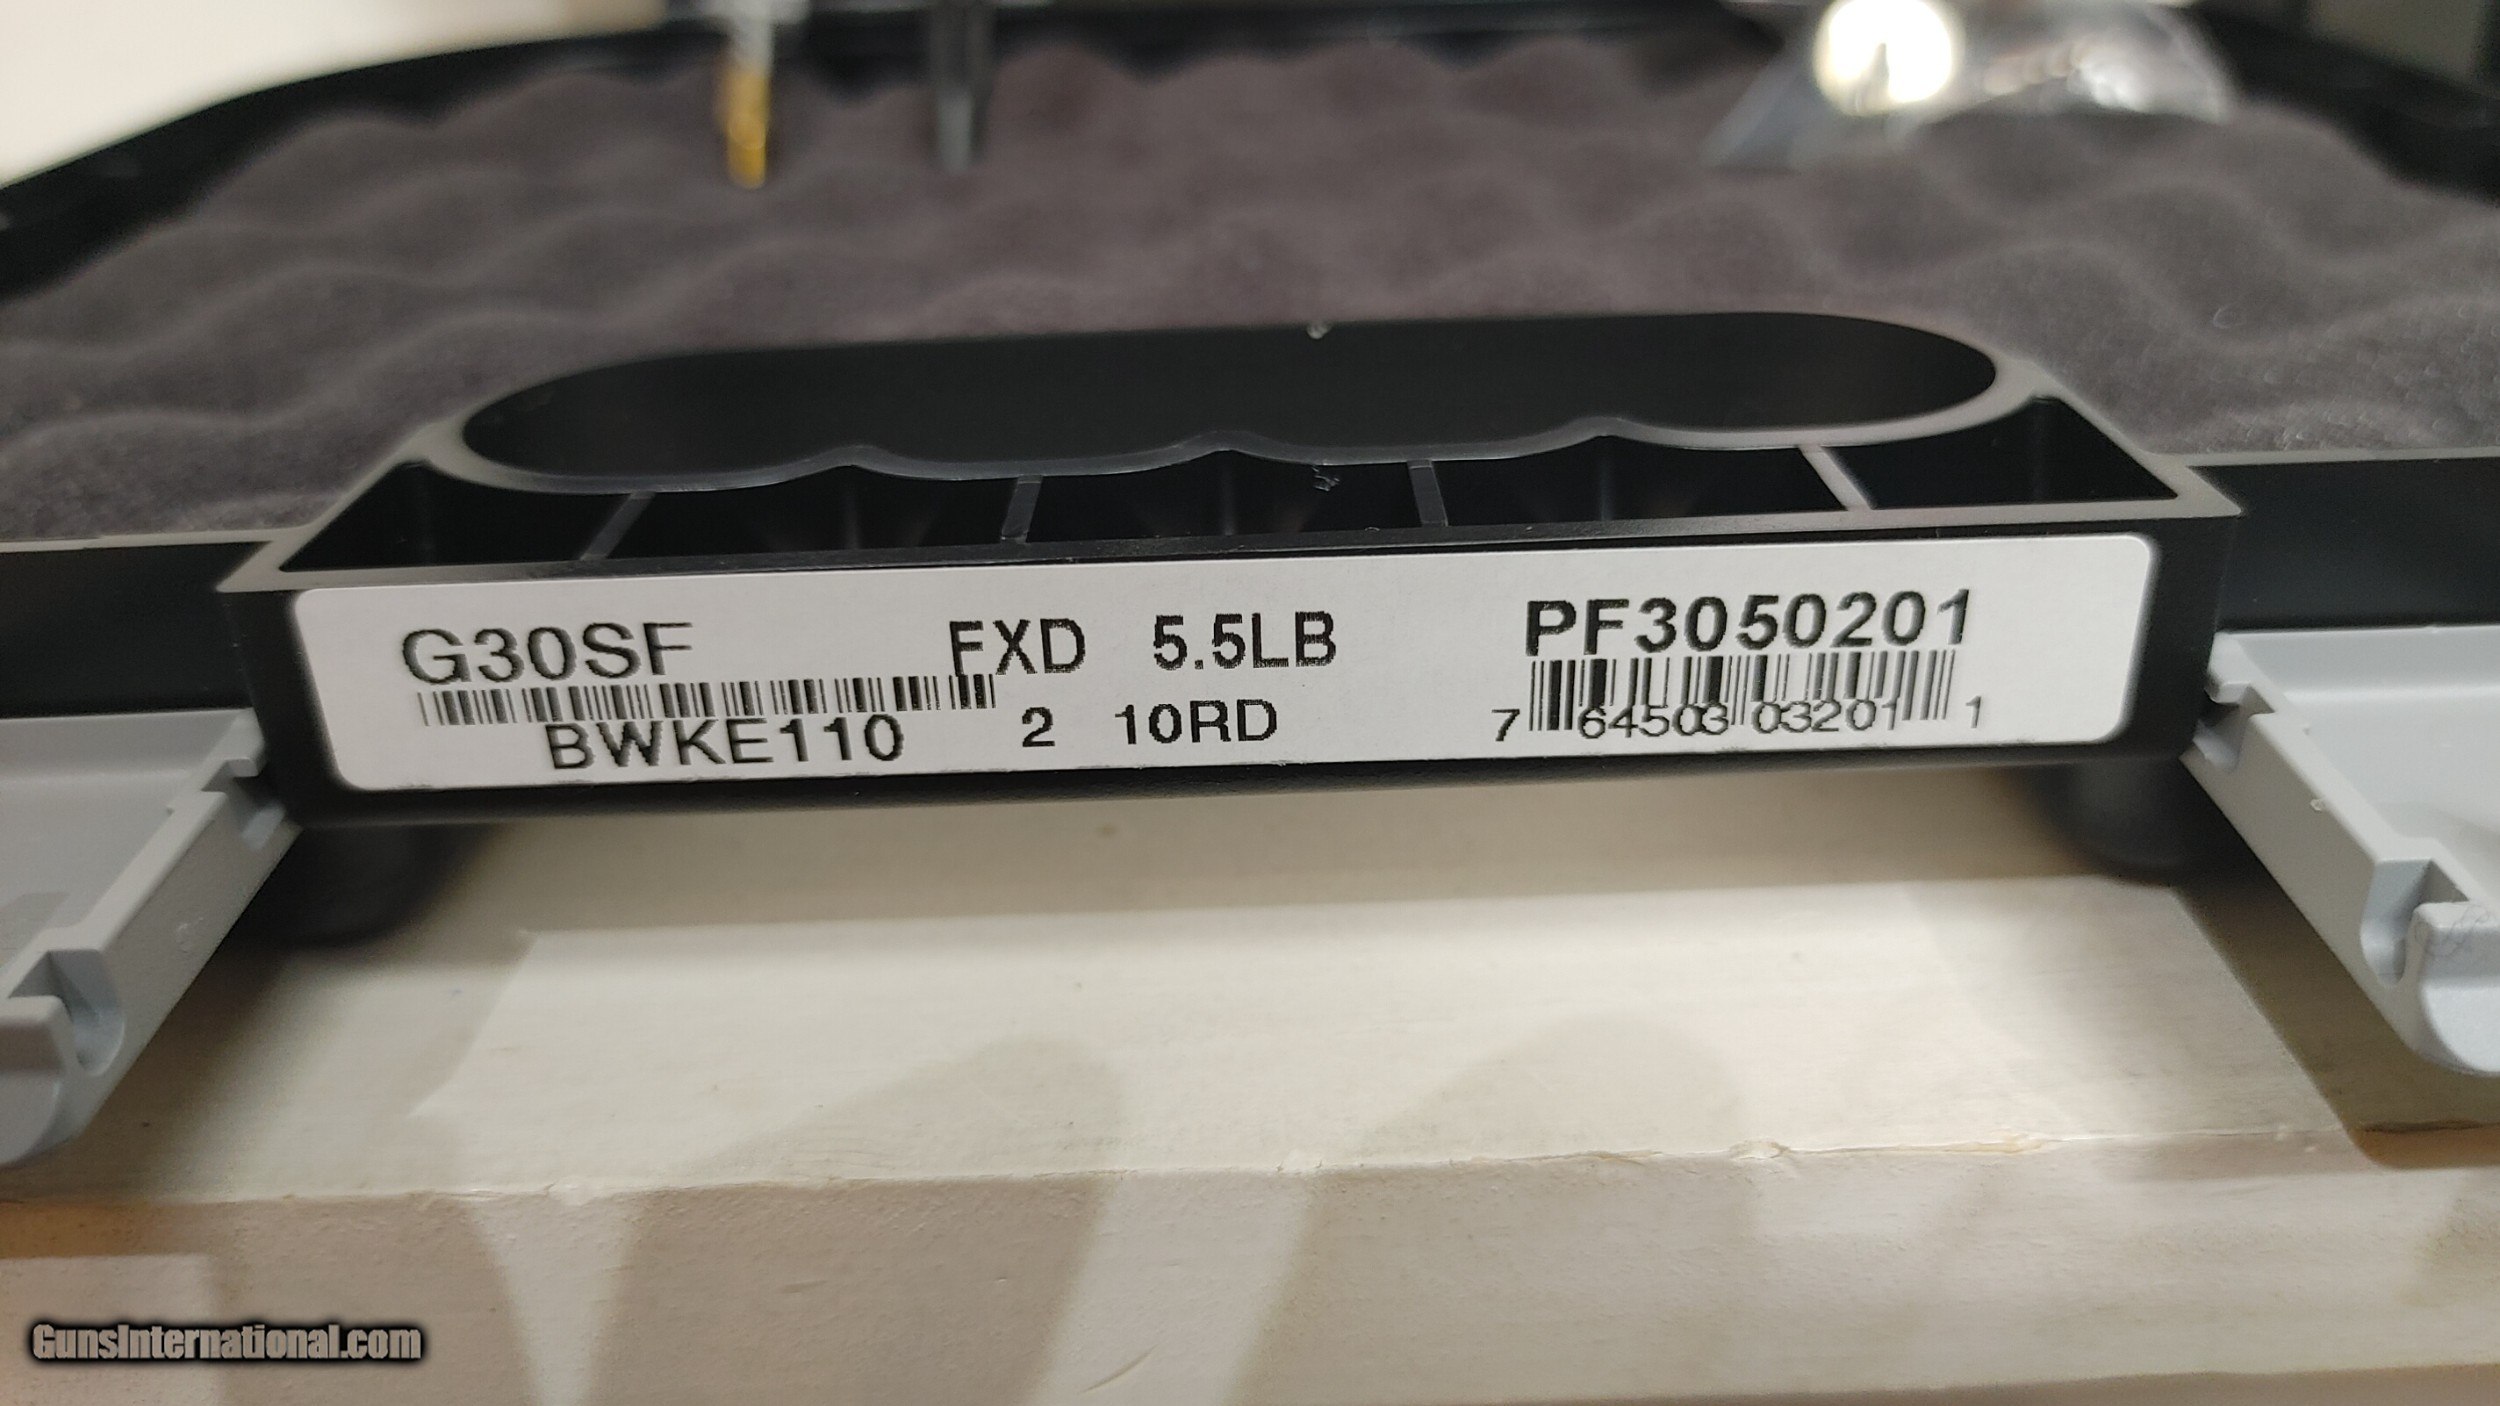 G30SF FXD 5.5LB PF3050201
BWKE110 2 10RD 7 64503 03201 1
GunsInternational.com